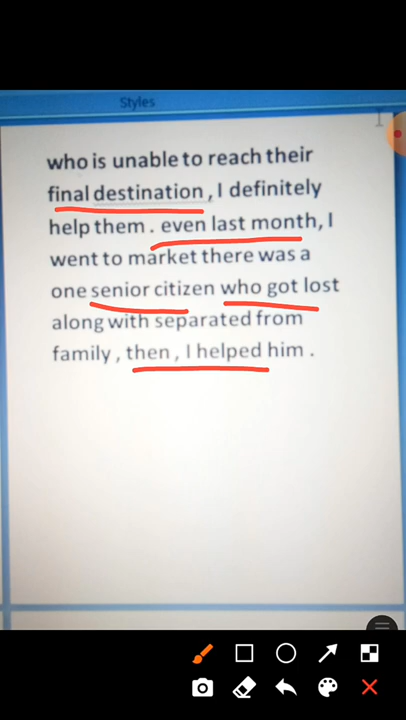 Styles
who is unable to reach their
final destination , I definitely
help them . even last month, I
went to market there was a
one senior citizen who got lost
along with separated from
family , then , I helped him .